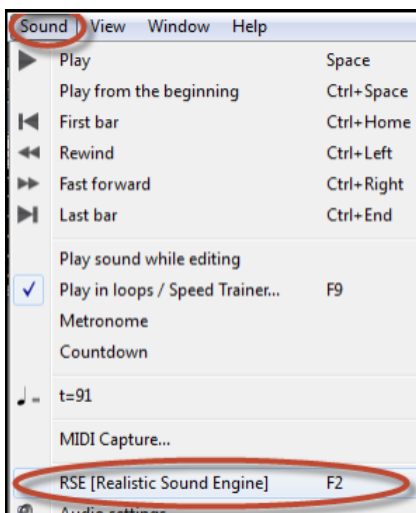 Sound View Window Help
Play Space
Play from the beginning Ctrl+Space
First bar Ctrl+Home
Rewind Ctrl+Left
Fast forward Ctrl+Right
Last bar Ctrl+End
Play sound while editing
Play in loops / Speed Trainer... F9
Metronome
Countdown
t=91
MIDI Capture...
RSE [Realistic Sound Engine] F2
Audio settings